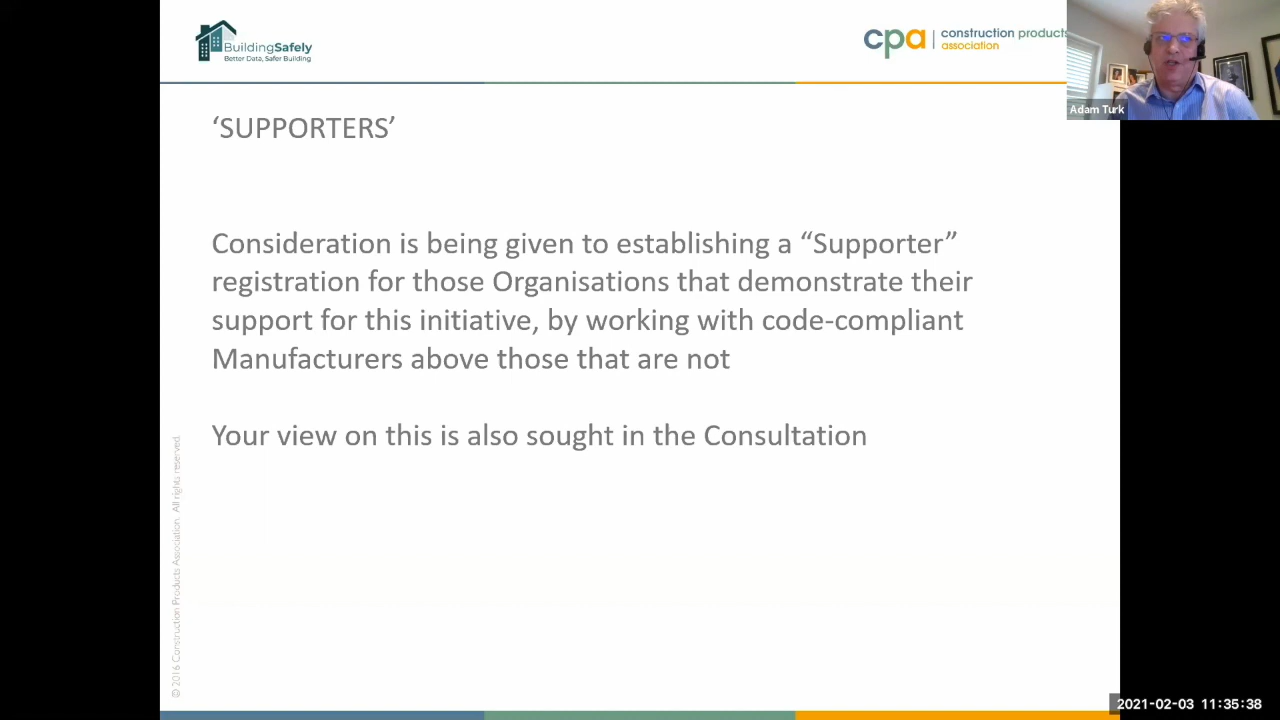 BuildingSafely
Better Data, Safer Building
cpa
construction products
association
Adam Turk
‘SUPPORTERS’
Consideration is being given to establishing a “Supporter”
registration for those Organisations that demonstrate their
support for this initiative, by working with code-compliant
Manufacturers above those that are not
Your view on this is also sought in the Consultation
© 2016 Construction Products Association. All rights reserved.
2021-02-03 11:35:38